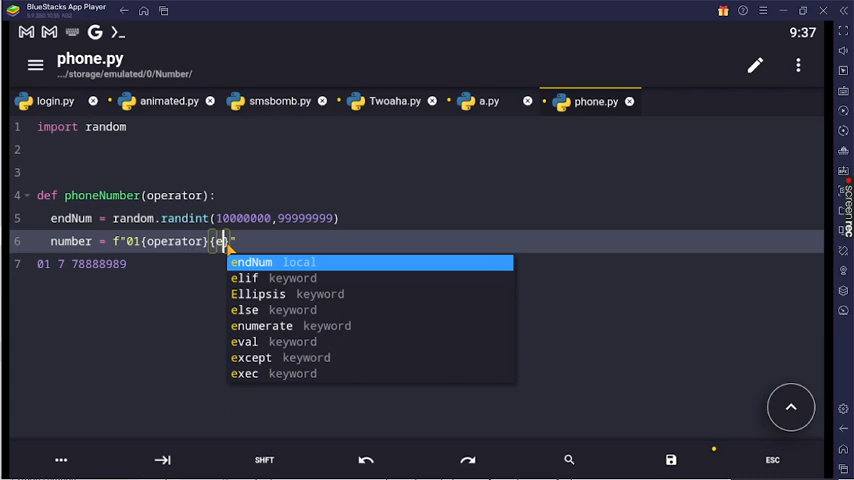 BlueStacks App Player
9:37
phone.py
.../storage/emulated/0/Number/
login.py
animated.py
smsbomb.py
Twoaha.py
a.py
phone.py
1 import random
2
3
4 def phoneNumber(operator):
5 endNum = random.randint(10000000,99999999)
6 number = f"01{operator}{e}"
7 01 7 78888989
endNum local
elif keyword
Ellipsis keyword
else keyword
enumerate keyword
eval keyword
except keyword
exec keyword
SHFT
ESC
screenrec